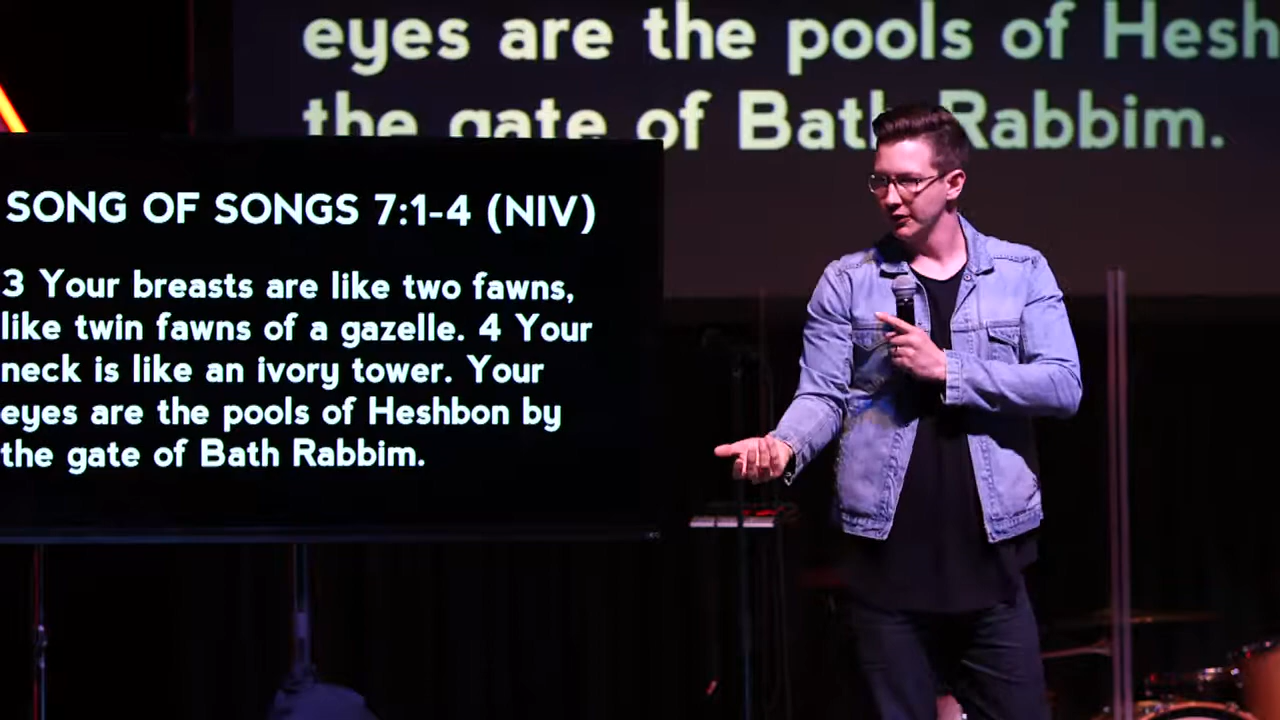 eyes are the pools of Hesh
the gate of Bath Rabbim.
SONG OF SONGS 7:1-4 (NIV)
3 Your breasts are like two fawns,
like twin fawns of a gazelle. 4 Your
neck is like an ivory tower. Your
eyes are the pools of Heshbon by
the gate of Bath Rabbim.